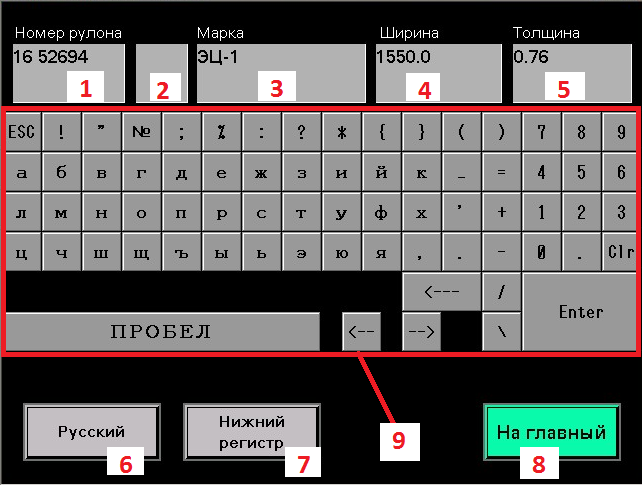 Номер рулона Марка Ширина Толщина
16 52694 ЭЦ-1 1550.0 0.76
1 2 3 4 5
ESC ! " № ; % : ? * { } ( ) 7 8 9
а б в г д е ж з и й к _ = 4 5 6
л м н о п р с т у ф х ' + 1 2 3
ц ч ш щ ъ ы ь э ю я , . - 0 . Clr
<--- / Enter
ПРОБЕЛ <-- --> \
9
Русский Нижний На главный
регистр
6 7 8